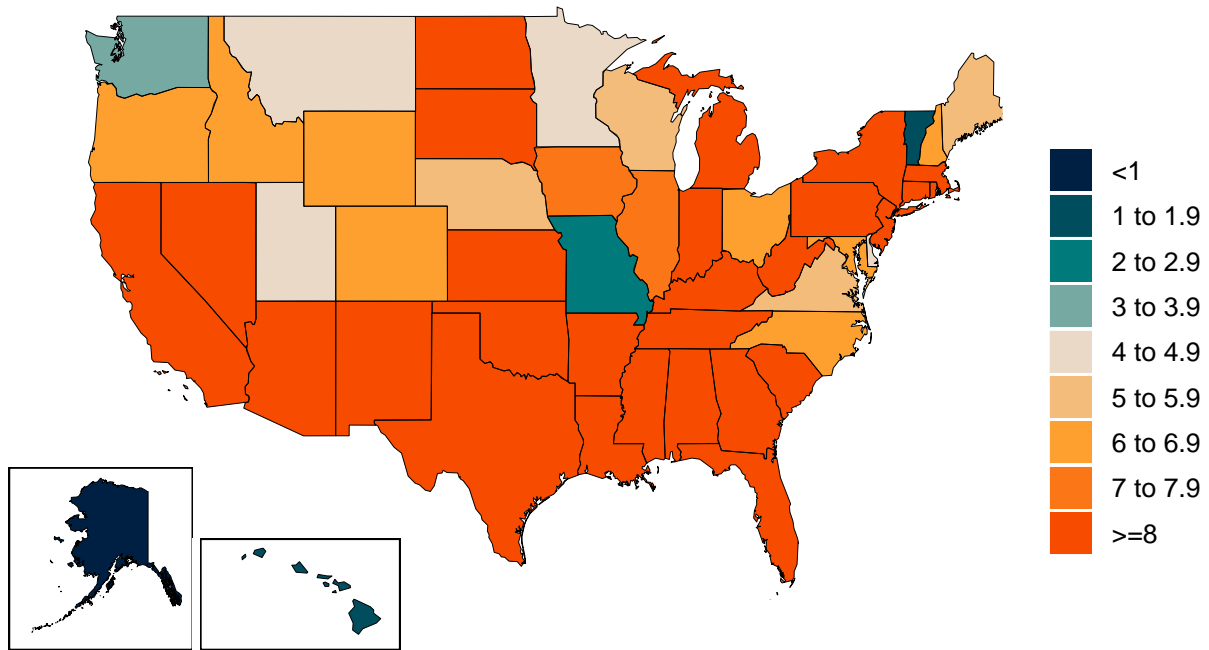 <1
1 to 1.9
2 to 2.9
3 to 3.9
4 to 4.9
5 to 5.9
6 to 6.9
7 to 7.9
>=8